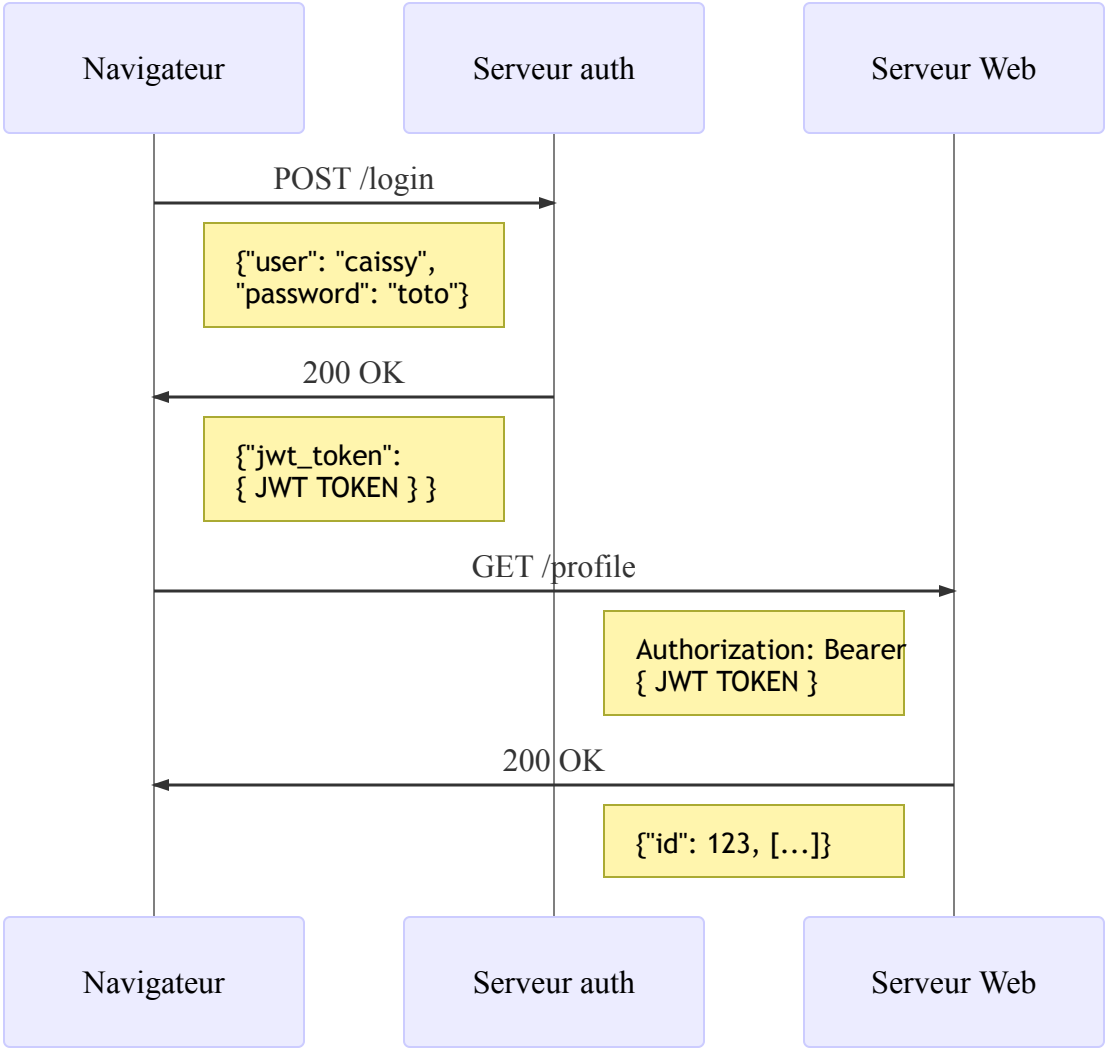 Navigateur
Serveur auth
Serveur Web
POST /login
{"user": "caissy",
"password": "toto"}
200 OK
{"jwt_token":
{ JWT TOKEN } }
GET /profile
Authorization: Bearer
{ JWT TOKEN }
200 OK
{"id": 123, [...]}
Navigateur
Serveur auth
Serveur Web